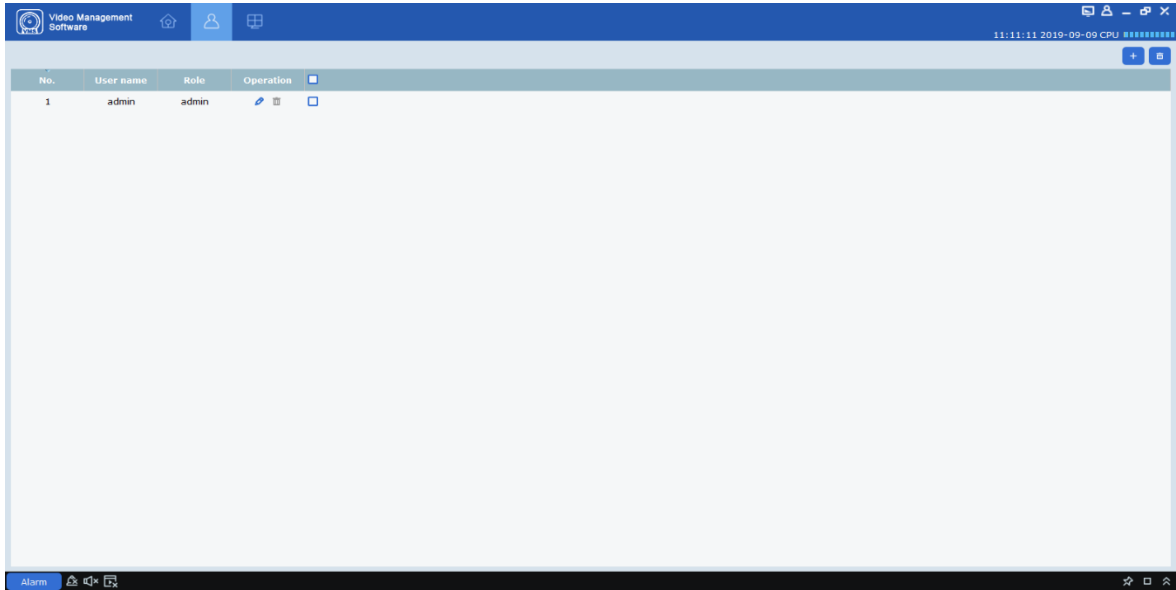 Video Management
Software
11:11:11 2019-09-09 CPU
No. User name Role Operation
1 admin admin
Alarm